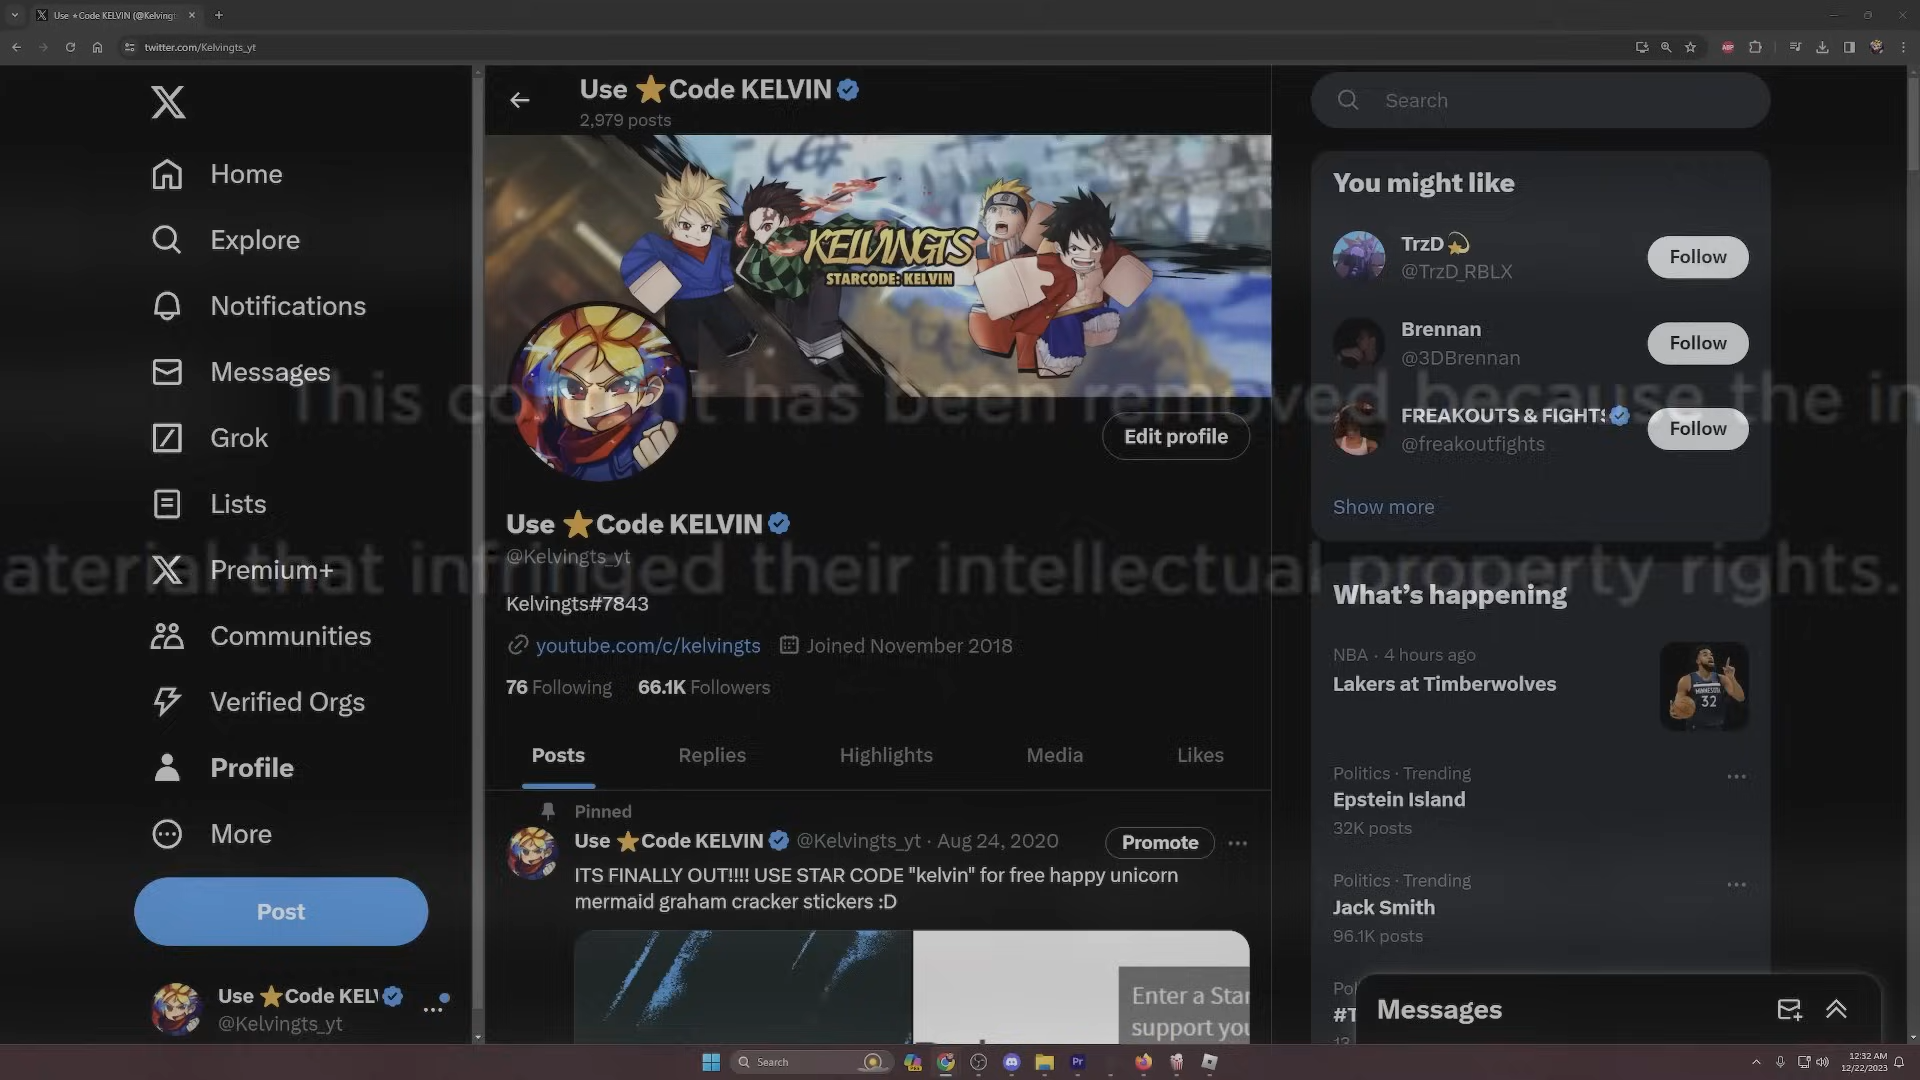 Use ⭐Code KELVIN (@Kelvingt
twitter.com/Kelvingts_yt
Home
Explore
Notifications
Messages
Grok
Lists
Premium+
Communities
Verified Orgs
Profile
More
Post
Use ⭐Code KEL
@Kelvingts_yt
Use ⭐Code KELVIN
2,979 posts
KELVINGTS
STARCODE: KELVIN
Edit profile
This content has been removed because the in
aterial that infringed their intellectual property rights.
Use ⭐Code KELVIN
@Kelvingts_yt
Kelvingts#7843
youtube.com/c/kelvingts Joined November 2018
76 Following 66.1K Followers
Posts Replies Highlights Media Likes
Pinned
Use ⭐Code KELVIN @Kelvingts_yt · Aug 24, 2020 Promote
ITS FINALLY OUT!!!! USE STAR CODE "kelvin" for free happy unicorn
mermaid graham cracker stickers :D
Enter a Star
support you
Search
You might like
TrzD💫
@TrzD_RBLX
Follow
Brennan
@3DBrennan
Follow
FREAKOUTS & FIGHTS
@freakoutfights
Follow
Show more
What's happening
NBA · 4 hours ago
Lakers at Timberwolves
MINNESOTA
32
Politics · Trending
Epstein Island
32K posts
Politics · Trending
Jack Smith
96.1K posts
Pol
#T
Messages
Search
Pr
12:32 AM
12/22/2023